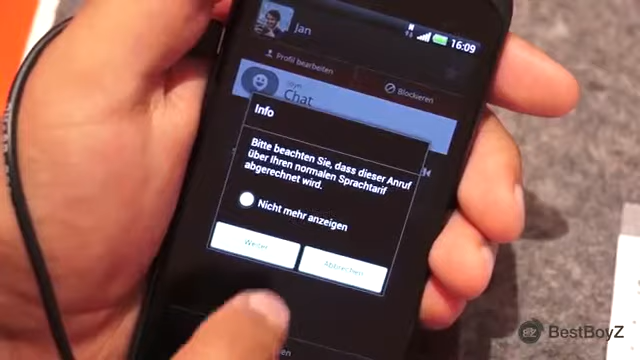 Jan
16:09
Profil bearbeiten
Blockieren
Chat
Info
Bitte beachten Sie, dass dieser Anruf
über Ihren normalen Sprachtarif
abgerechnet wird.
Nicht mehr anzeigen
Weiter
Abbrechen
BestBoyZ